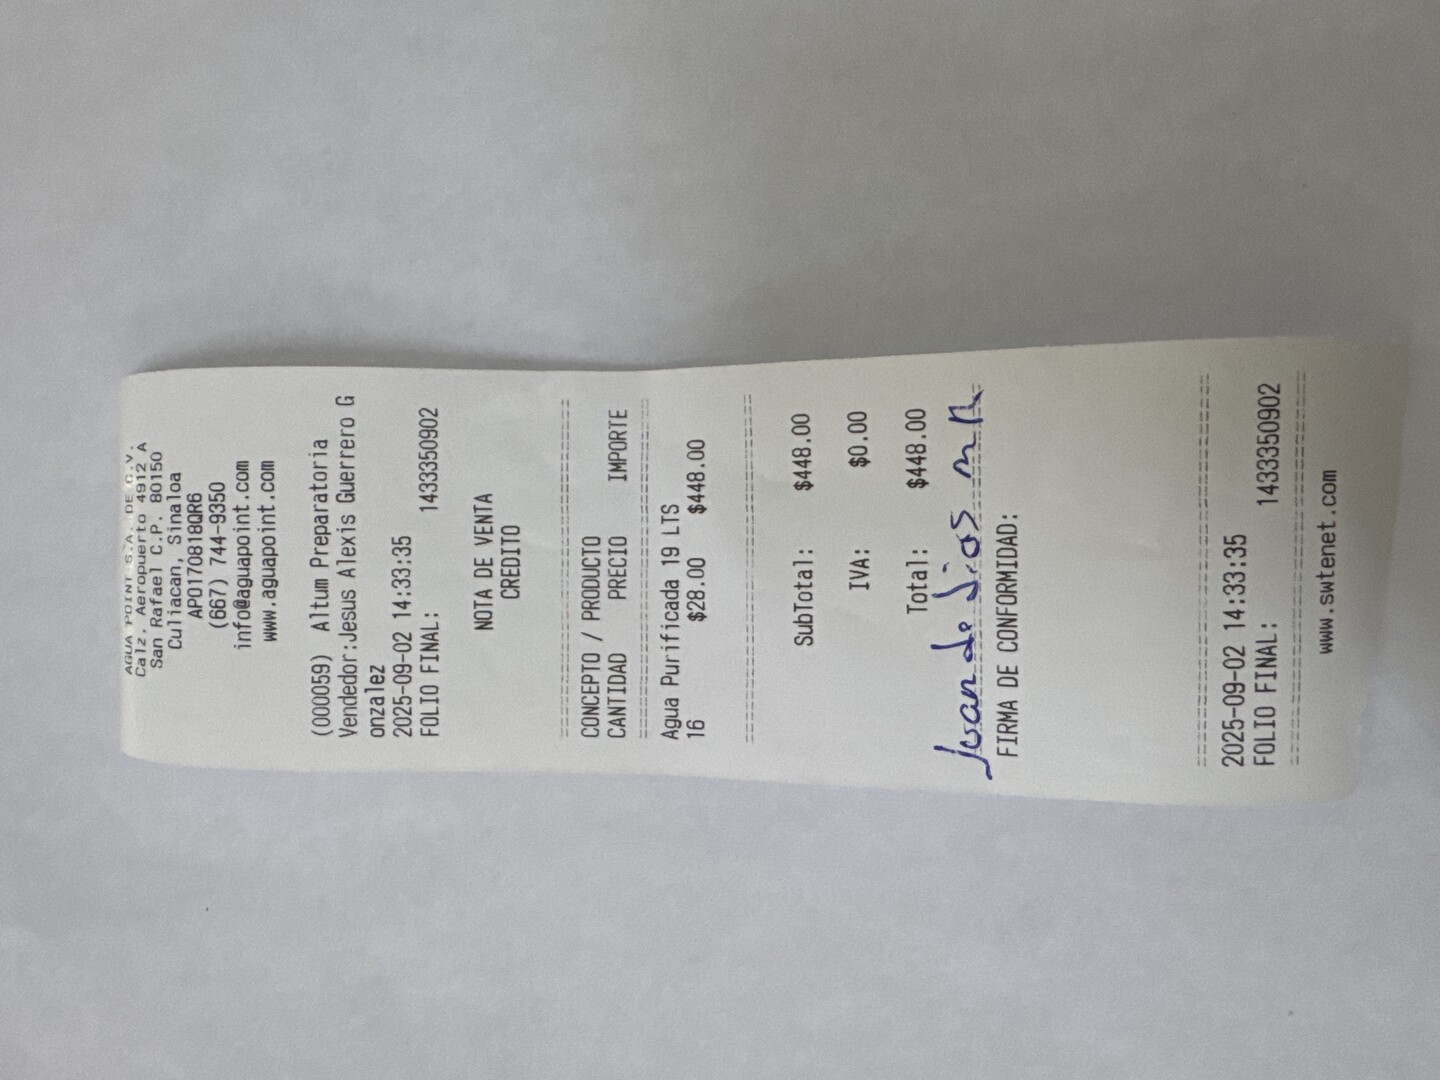 AGUA POINT S.A. DE C.V.
Calz. Aeropuerto 4912 A
San Rafael C.P. 80150
Culiacan, Sinaloa
APO170818QR6
(667) 744-9350
info@aguapoint.com
www.aguapoint.com
(000059) Altum Preparatoria
Vendedor:Jesus Alexis Guerrero G
onzalez
2025-09-02 14:33:35
FOLIO FINAL: 1433350902
NOTA DE VENTA
CREDITO
CONCEPTO / PRODUCTO
CANTIDAD PRECIO IMPORTE
Agua Purificada 19 LTS
16 $28.00 $448.00
SubTotal: $448.00
IVA: $0.00
Total: $448.00
Juan de Dios m R
FIRMA DE CONFORMIDAD:
2025-09-02 14:33:35
FOLIO FINAL: 1433350902
www.swtenet.com